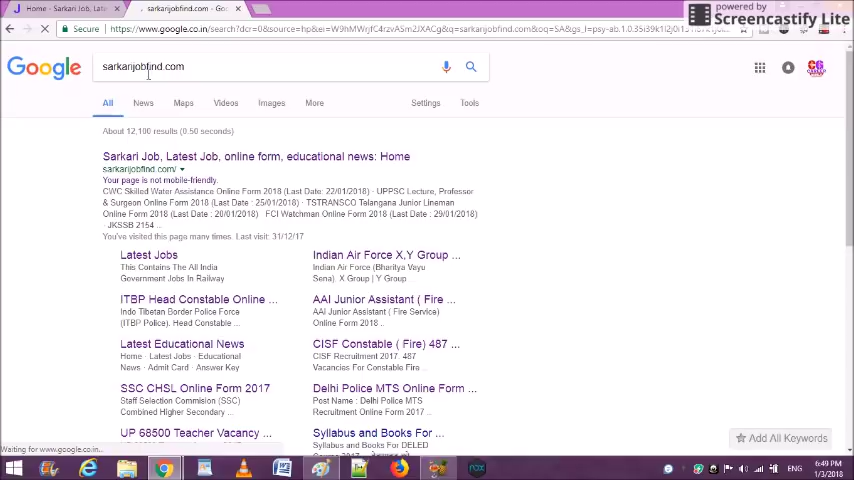 Home - Sarkari Job, Lates
sarkarijobfind.com - Goo
powered by
Screencastify Lite
Secure
Google
sarkarijobfind.com
All
News
Maps
Videos
Images
More
Settings
Tools
About 12,100 results (0.50 seconds)
Sarkari Job, Latest Job, online form, educational news: Home
sarkarijobfind.com/
Your page is not mobile-friendly.
CWC Skilled Water Assistance Online Form 2018 (Last Date: 22/01/2018) · UPPSC Lecture, Professor
& Surgeon Online Form 2018 (Last Date : 25/01/2018) · TSTRANSCO Telangana Junior Lineman
Online Form 2018 (Last Date : 20/01/2018) FCI Watchman Online Form 2018 (Last Date : 29/01/2018)
· JKSSB 2154 ...
You've visited this page many times. Last visit: 31/12/17
Latest Jobs
This Contains The All India
Government Jobs In Railway
Indian Air Force X,Y Group ...
Indian Air Force (Bharitya Vayu
Sena). X Group | Y Group ...
ITBP Head Constable Online ...
Indo Tibetan Border Police Force
(ITBP Police). Head Constable ...
AAI Junior Assistant ( Fire ...
AAI Junior Assistant ( Fire Service)
Online Form 2018 ..
Latest Educational News
Home · Latest Jobs · Educational
News · Admit Card · Answer Key
CISF Constable ( Fire) 487 ...
CISF Recruitment 2017. 487
Vacancies For Constable Fire ...
SSC CHSL Online Form 2017
Staff Selection Commision (SSC)
Combined Higher Secondary ...
Delhi Police MTS Online Form ...
Post Name : Delhi Police MTS
Recruitment Online Form 2017 ...
UP 68500 Teacher Vacancy ...
Syllabus and Books For ...
Syllabus and Books For DELED
Add All Keywords
Waiting for www.google.co.in...
ENG
6:49 PM
1/3/2018